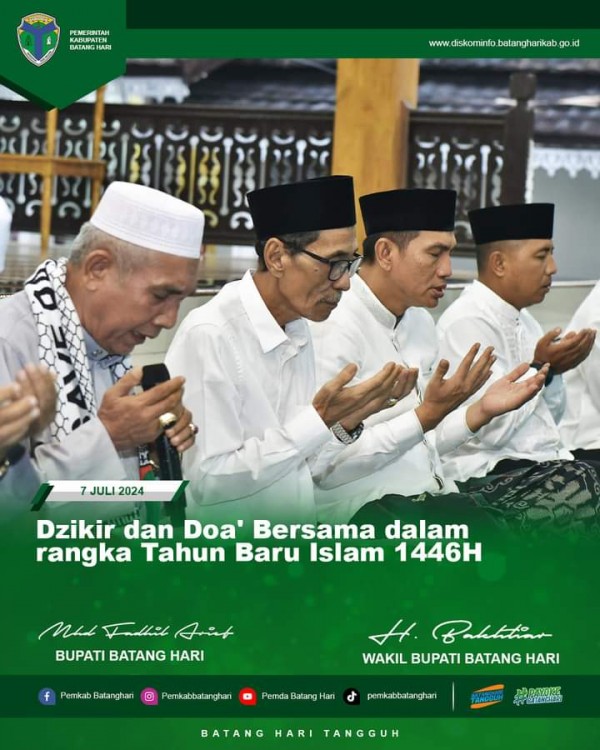 PEMERINTAH
KABUPATEN
BATANG HARI
www.diskominfo.batangharikab.go.id
7 JULI 2024
Dzikir dan Doa' Bersama dalam
rangka Tahun Baru Islam 1446H
Mhd Fadhil Arief
BUPATI BATANG HARI
H. Bakhtiar
WAKIL BUPATI BATANG HARI
Pemkab Batanghari
Pemkabbatanghari
Pemda Batang Hari
pemkabbatanghari
BATANG HARI TANGGUH